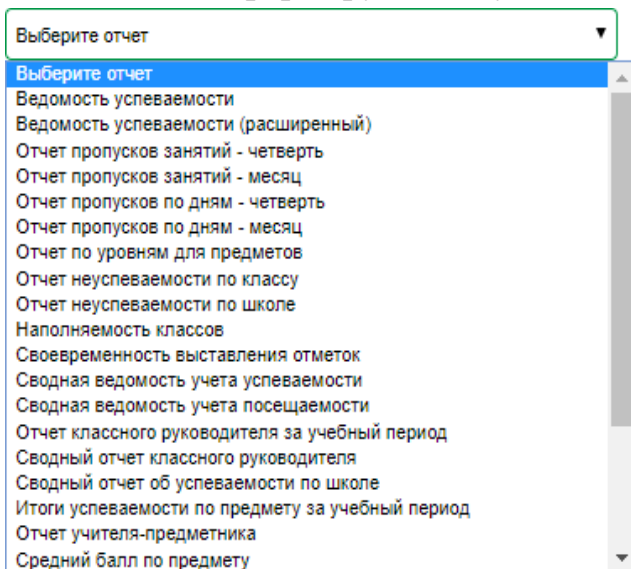 Выберите отчет
Выберите отчет
Ведомость успеваемости
Ведомость успеваемости (расширенный)
Отчет пропусков занятий - четверть
Отчет пропусков занятий - месяц
Отчет пропусков по дням - четверть
Отчет пропусков по дням - месяц
Отчет по уровням для предметов
Отчет неуспеваемости по классу
Отчет неуспеваемости по школе
Наполняемость классов
Своевременность выставления отметок
Сводная ведомость учета успеваемости
Сводная ведомость учета посещаемости
Отчет классного руководителя за учебный период
Сводный отчет классного руководителя
Сводный отчет об успеваемости по школе
Итоги успеваемости по предмету за учебный период
Отчет учителя-предметника
Средний балл по предмету